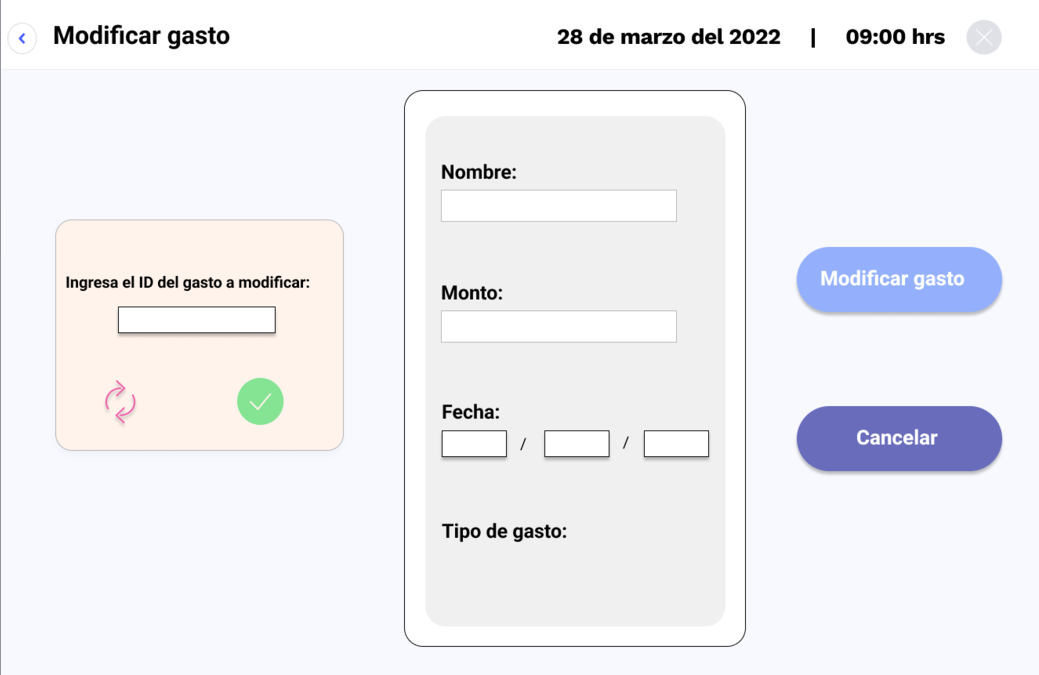 Modificar gasto
28 de marzo del 2022 | 09:00 hrs
Ingresa el ID del gasto a modificar:
Nombre:
Monto:
Fecha:
/ /
Tipo de gasto:
Modificar gasto
Cancelar